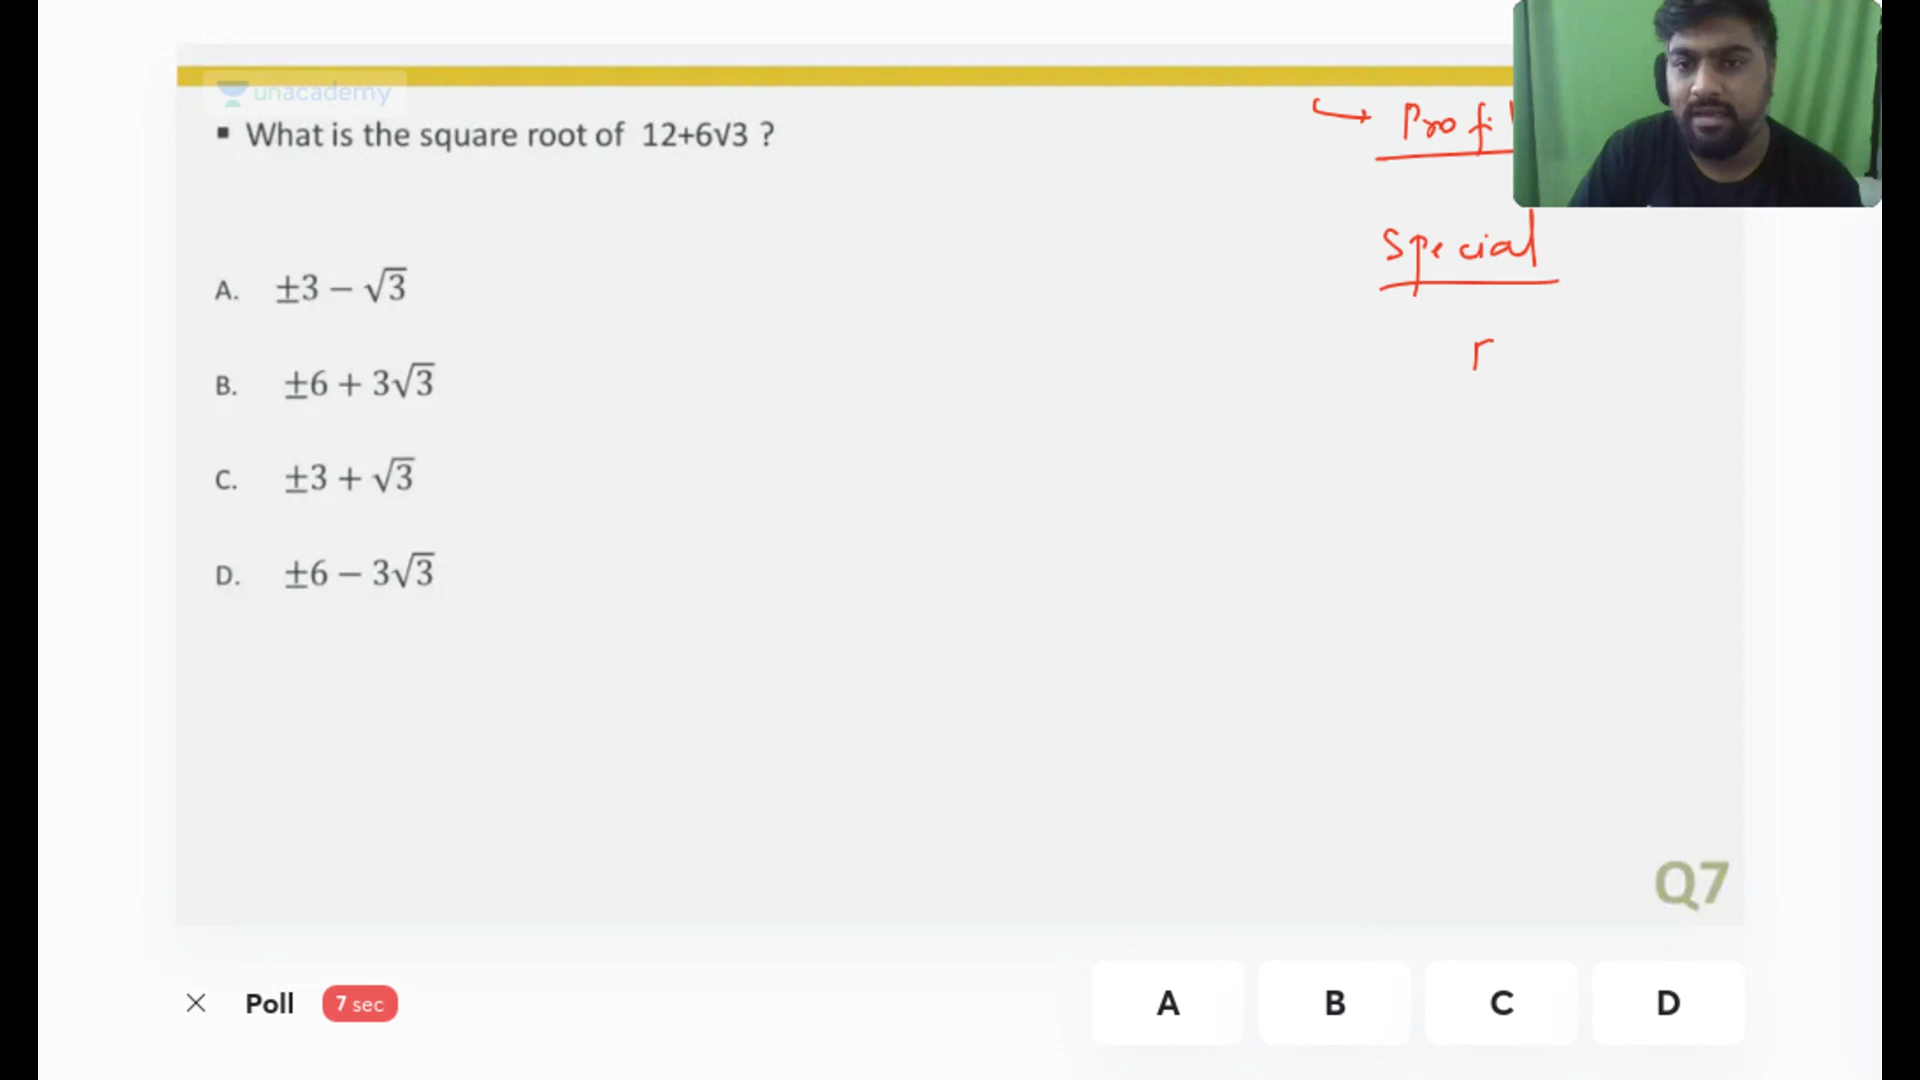 unacademy
▪ What is the square root of 12+6√3 ?
A. ±3 − √3
B. ±6 + 3√3
C. ±3 + √3
D. ±6 − 3√3
Special
r
Q7
× Poll 7 sec
A B C D